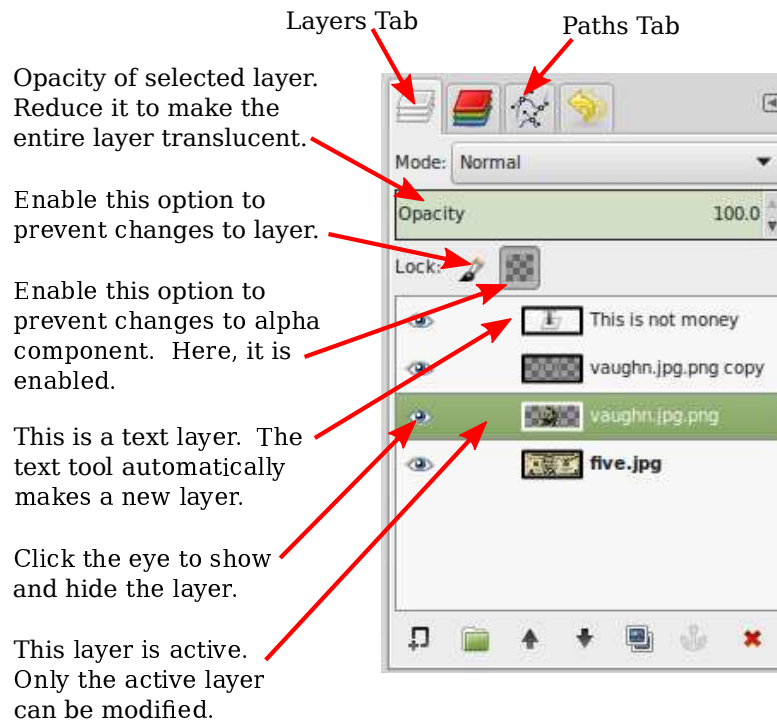 Layers Tab
Paths Tab
Opacity of selected layer.
Reduce it to make the
entire layer translucent.
Enable this option to
prevent changes to layer.
Enable this option to
prevent changes to alpha
component.  Here, it is
enabled.
This is a text layer.  The
text tool automatically
makes a new layer.
Click the eye to show
and hide the layer.
This layer is active.
Only the active layer
can be modified.
Mode: Normal
Opacity 100.0
Lock:
This is not money
vaughn.jpg.png copy
vaughn.jpg.png
five.jpg